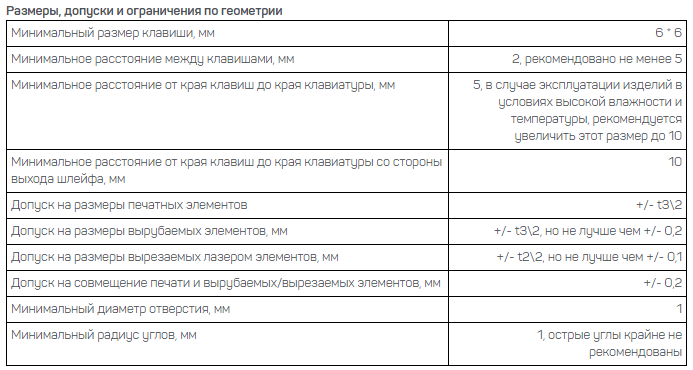 Размеры, допуски и ограничения по геометрии
Минимальный размер клавиши, мм
6 * 6
Минимальное расстояние между клавишами, мм
2, рекомендовано не менее 5
Минимальное расстояние от края клавиш до края клавиатуры, мм
5, в случае эксплуатации изделий в
условиях высокой влажности и
температуры, рекомендуется
увеличить этот размер до 10
Минимальное расстояние от края клавиш до края клавиатуры со стороны
выхода шлейфа, мм
10
Допуск на размеры печатных элементов
+/- t3\2
Допуск на размеры вырубаемых элементов, мм
+/- t3\2, но не лучше чем +/- 0,2
Допуск на размеры вырезаемых лазером элементов, мм
+/- t2\2, но не лучше чем +/- 0,1
Допуск на совмещение печати и вырубаемых/вырезаемых элементов, мм
+/- 0,2
Минимальный диаметр отверстия, мм
1
Минимальный радиус углов, мм
1, острые углы крайне не
рекомендованы